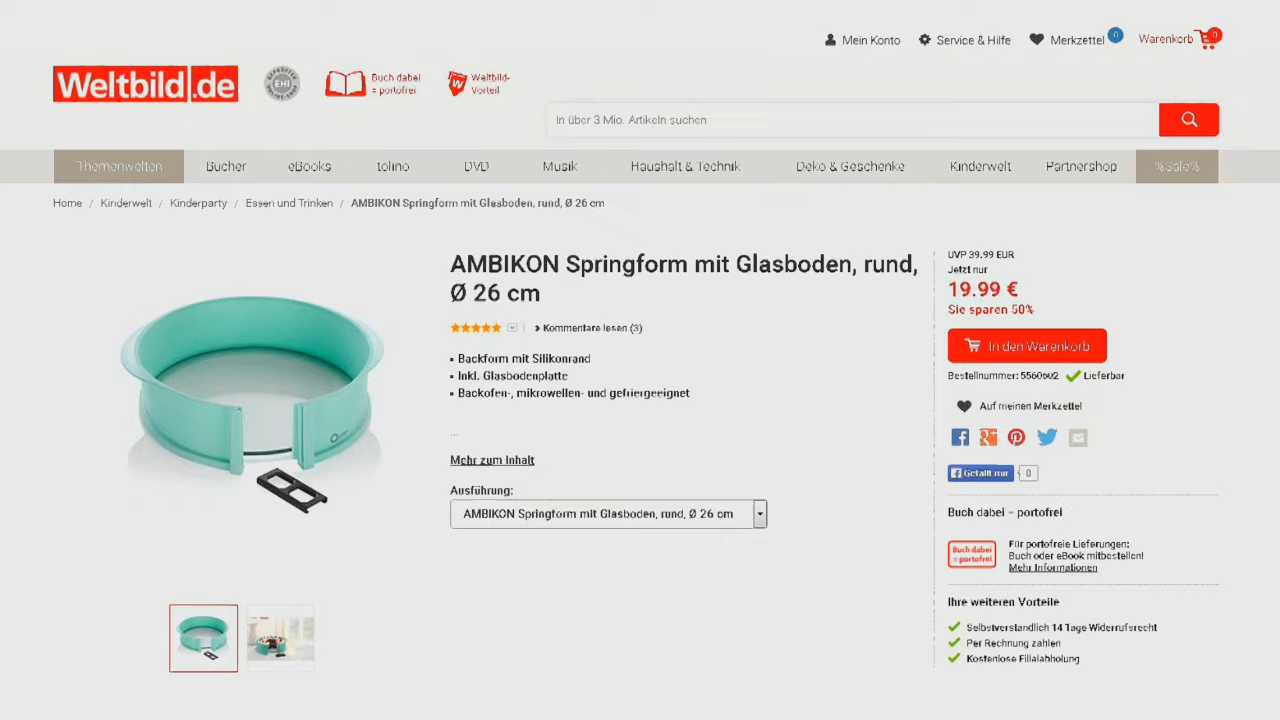 Mein Konto
Service & Hilfe
Merkzettel 0
Warenkorb 0
Weltbild.de
GEPRÜFTER ONLINE-SHOP EHI
Buch dabei
= portofrei
Weltbild-
Vorteil
In über 3 Mio. Artikeln suchen
Themenwelten
Bücher
eBooks
tolino
DVD
Musik
Haushalt & Technik
Deko & Geschenke
Kinderwelt
Partnershop
%Sale%
Home / Kinderwelt / Kinderparty / Essen und Trinken / AMBIKON Springform mit Glasboden, rund, Ø 26 cm
AMBIKON Springform mit Glasboden, rund,
Ø 26 cm
Kommentare lesen (3)
Backform mit Silikonrand
Inkl. Glasbodenplatte
Backofen-, mikrowellen- und gefriergeeignet
...
Mehr zum Inhalt
Ausführung:
AMBIKON Springform mit Glasboden, rund, Ø 26 cm
UVP 39.99 EUR
Jetzt nur
19.99 €
Sie sparen 50%
In den Warenkorb
Bestellnummer: 5560602 Lieferbar
Auf meinen Merkzettel
Gefällt mir 0
Buch dabei = portofrei
Buch dabei
= portofrei
Für portofreie Lieferungen:
Buch oder eBook mitbestellen!
Mehr Informationen
Ihre weiteren Vorteile
Selbstverständlich 14 Tage Widerrufsrecht
Per Rechnung zahlen
Kostenlose Filialabholung